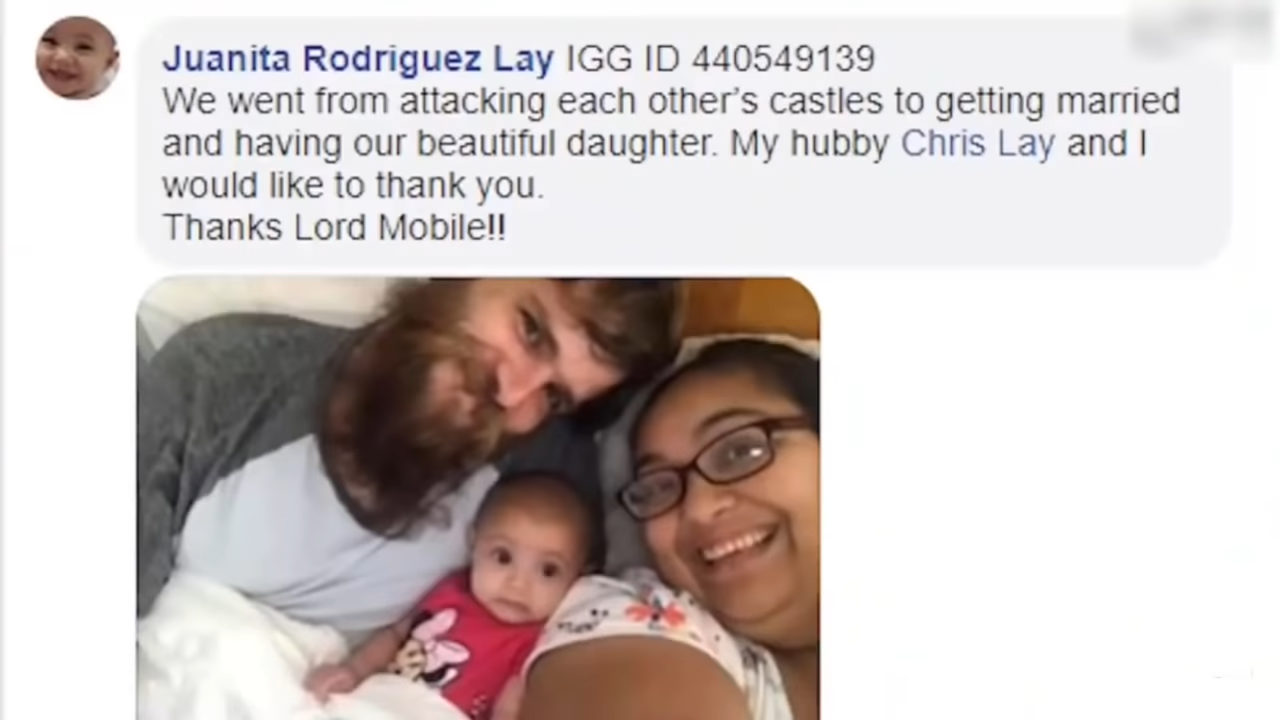 Juanita Rodriguez Lay IGG ID 440549139
We went from attacking each other's castles to getting married
and having our beautiful daughter. My hubby Chris Lay and I
would like to thank you.
Thanks Lord Mobile!!